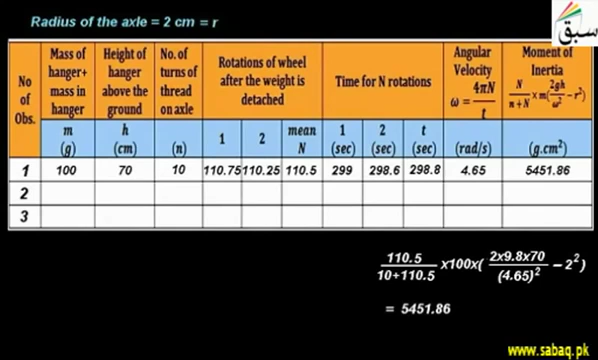 Radius of the axle = 2 cm = r
سبق
No of Obs.	Mass of hanger+ mass in hanger	Height of hanger above the ground	No. of turns of thread on axle	Rotations of wheel after the weight is detached	Time for N rotations	Angular Velocity ω = 4πN/t	Moment of Inertia N/(n+N) × m(2gh/ω² − r²)
m (g)	h (cm)	(n)	1	2	mean N	1 (sec)	2 (sec)	t (sec)	(rad/s)	(g.cm²)
1	100	70	10	110.75	110.25	110.5	299	298.6	298.8	4.65	5451.86
2
3
110.5/(10+110.5) x100x( 2x9.8x70/(4.65)² − 2²)
= 5451.86
www.sabaq.pk